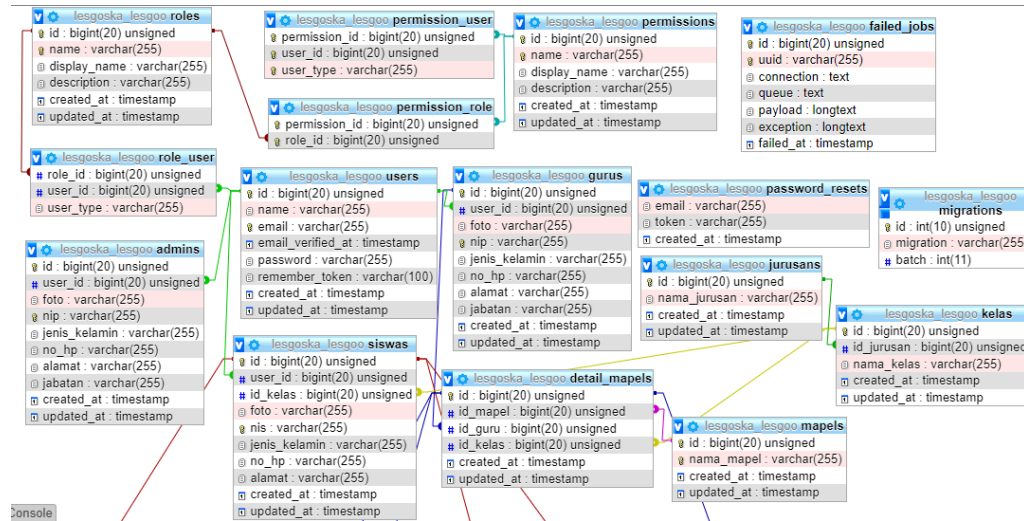 lesgoska_lesgoo roles
id : bigint(20) unsigned
name : varchar(255)
display_name : varchar(255)
description : varchar(255)
created_at : timestamp
updated_at : timestamp
lesgoska_lesgoo permission_user
permission_id : bigint(20) unsigned
user_id : bigint(20) unsigned
user_type : varchar(255)
lesgoska_lesgoo permissions
id : bigint(20) unsigned
name : varchar(255)
display_name : varchar(255)
description : varchar(255)
created_at : timestamp
updated_at : timestamp
lesgoska_lesgoo failed_jobs
id : bigint(20) unsigned
uuid : varchar(255)
connection : text
queue : text
payload : longtext
exception : longtext
failed_at : timestamp
lesgoska_lesgoo permission_role
permission_id : bigint(20) unsigned
role_id : bigint(20) unsigned
lesgoska_lesgoo role_user
role_id : bigint(20) unsigned
user_id : bigint(20) unsigned
user_type : varchar(255)
lesgoska_lesgoo users
id : bigint(20) unsigned
name : varchar(255)
email : varchar(255)
email_verified_at : timestamp
password : varchar(255)
remember_token : varchar(100)
created_at : timestamp
updated_at : timestamp
lesgoska_lesgoo gurus
id : bigint(20) unsigned
user_id : bigint(20) unsigned
foto : varchar(255)
nip : varchar(255)
jenis_kelamin : varchar(255)
no_hp : varchar(255)
alamat : varchar(255)
jabatan : varchar(255)
created_at : timestamp
updated_at : timestamp
lesgoska_lesgoo password_resets
email : varchar(255)
token : varchar(255)
created_at : timestamp
lesgoska_lesgoo
migrations
id : int(10) unsigned
migration : varchar(255)
batch : int(11)
lesgoska_lesgoo admins
id : bigint(20) unsigned
user_id : bigint(20) unsigned
foto : varchar(255)
nip : varchar(255)
jenis_kelamin : varchar(255)
no_hp : varchar(255)
alamat : varchar(255)
jabatan : varchar(255)
created_at : timestamp
updated_at : timestamp
lesgoska_lesgoo jurusans
id : bigint(20) unsigned
nama_jurusan : varchar(255)
created_at : timestamp
updated_at : timestamp
lesgoska_lesgoo kelas
id : bigint(20) unsigned
id_jurusan : bigint(20) unsigned
nama_kelas : varchar(255)
created_at : timestamp
updated_at : timestamp
lesgoska_lesgoo siswas
id : bigint(20) unsigned
user_id : bigint(20) unsigned
id_kelas : bigint(20) unsigned
foto : varchar(255)
nis : varchar(255)
jenis_kelamin : varchar(255)
no_hp : varchar(255)
alamat : varchar(255)
created_at : timestamp
updated_at : timestamp
lesgoska_lesgoo detail_mapels
id : bigint(20) unsigned
id_mapel : bigint(20) unsigned
id_guru : bigint(20) unsigned
id_kelas : bigint(20) unsigned
created_at : timestamp
updated_at : timestamp
lesgoska_lesgoo mapels
id : bigint(20) unsigned
nama_mapel : varchar(255)
created_at : timestamp
updated_at : timestamp
Console